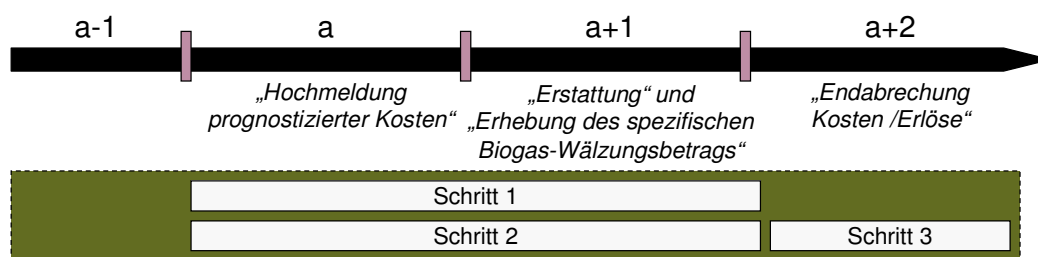 a-1 a a+1 a+2
„Hochmeldung
prognostizierter Kosten“
„Erstattung“ und
„Erhebung des spezifischen
Biogas-Wälzungsbetrags“
„Endabrechung
Kosten /Erlöse“
Schritt 1
Schritt 2 Schritt 3